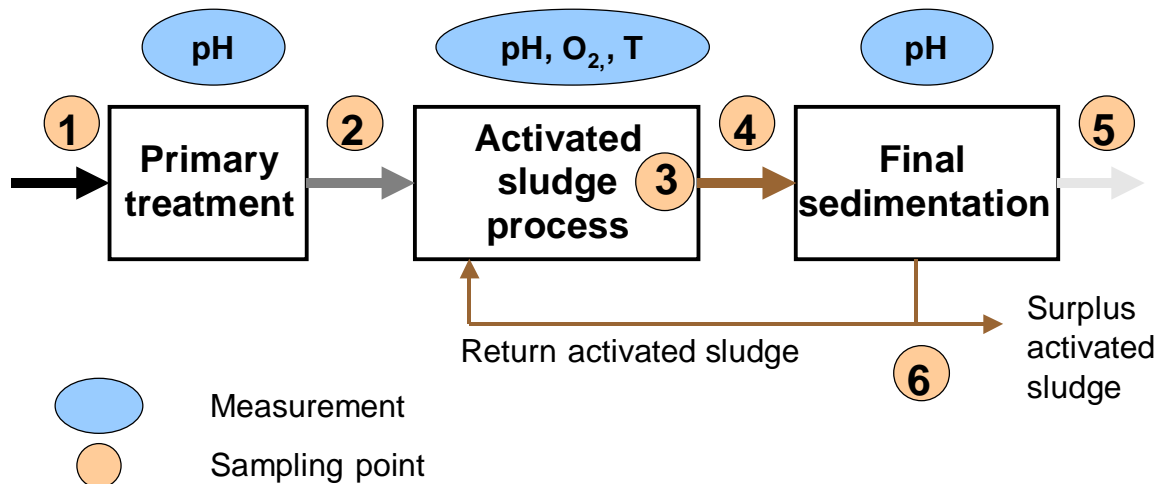 pH
pH, O2,, T
pH
1
2
4
5
Primary
treatment
Activated
sludge
process
3
Final
sedimentation
Return activated sludge
Surplus
activated
sludge
6
Measurement
Sampling point